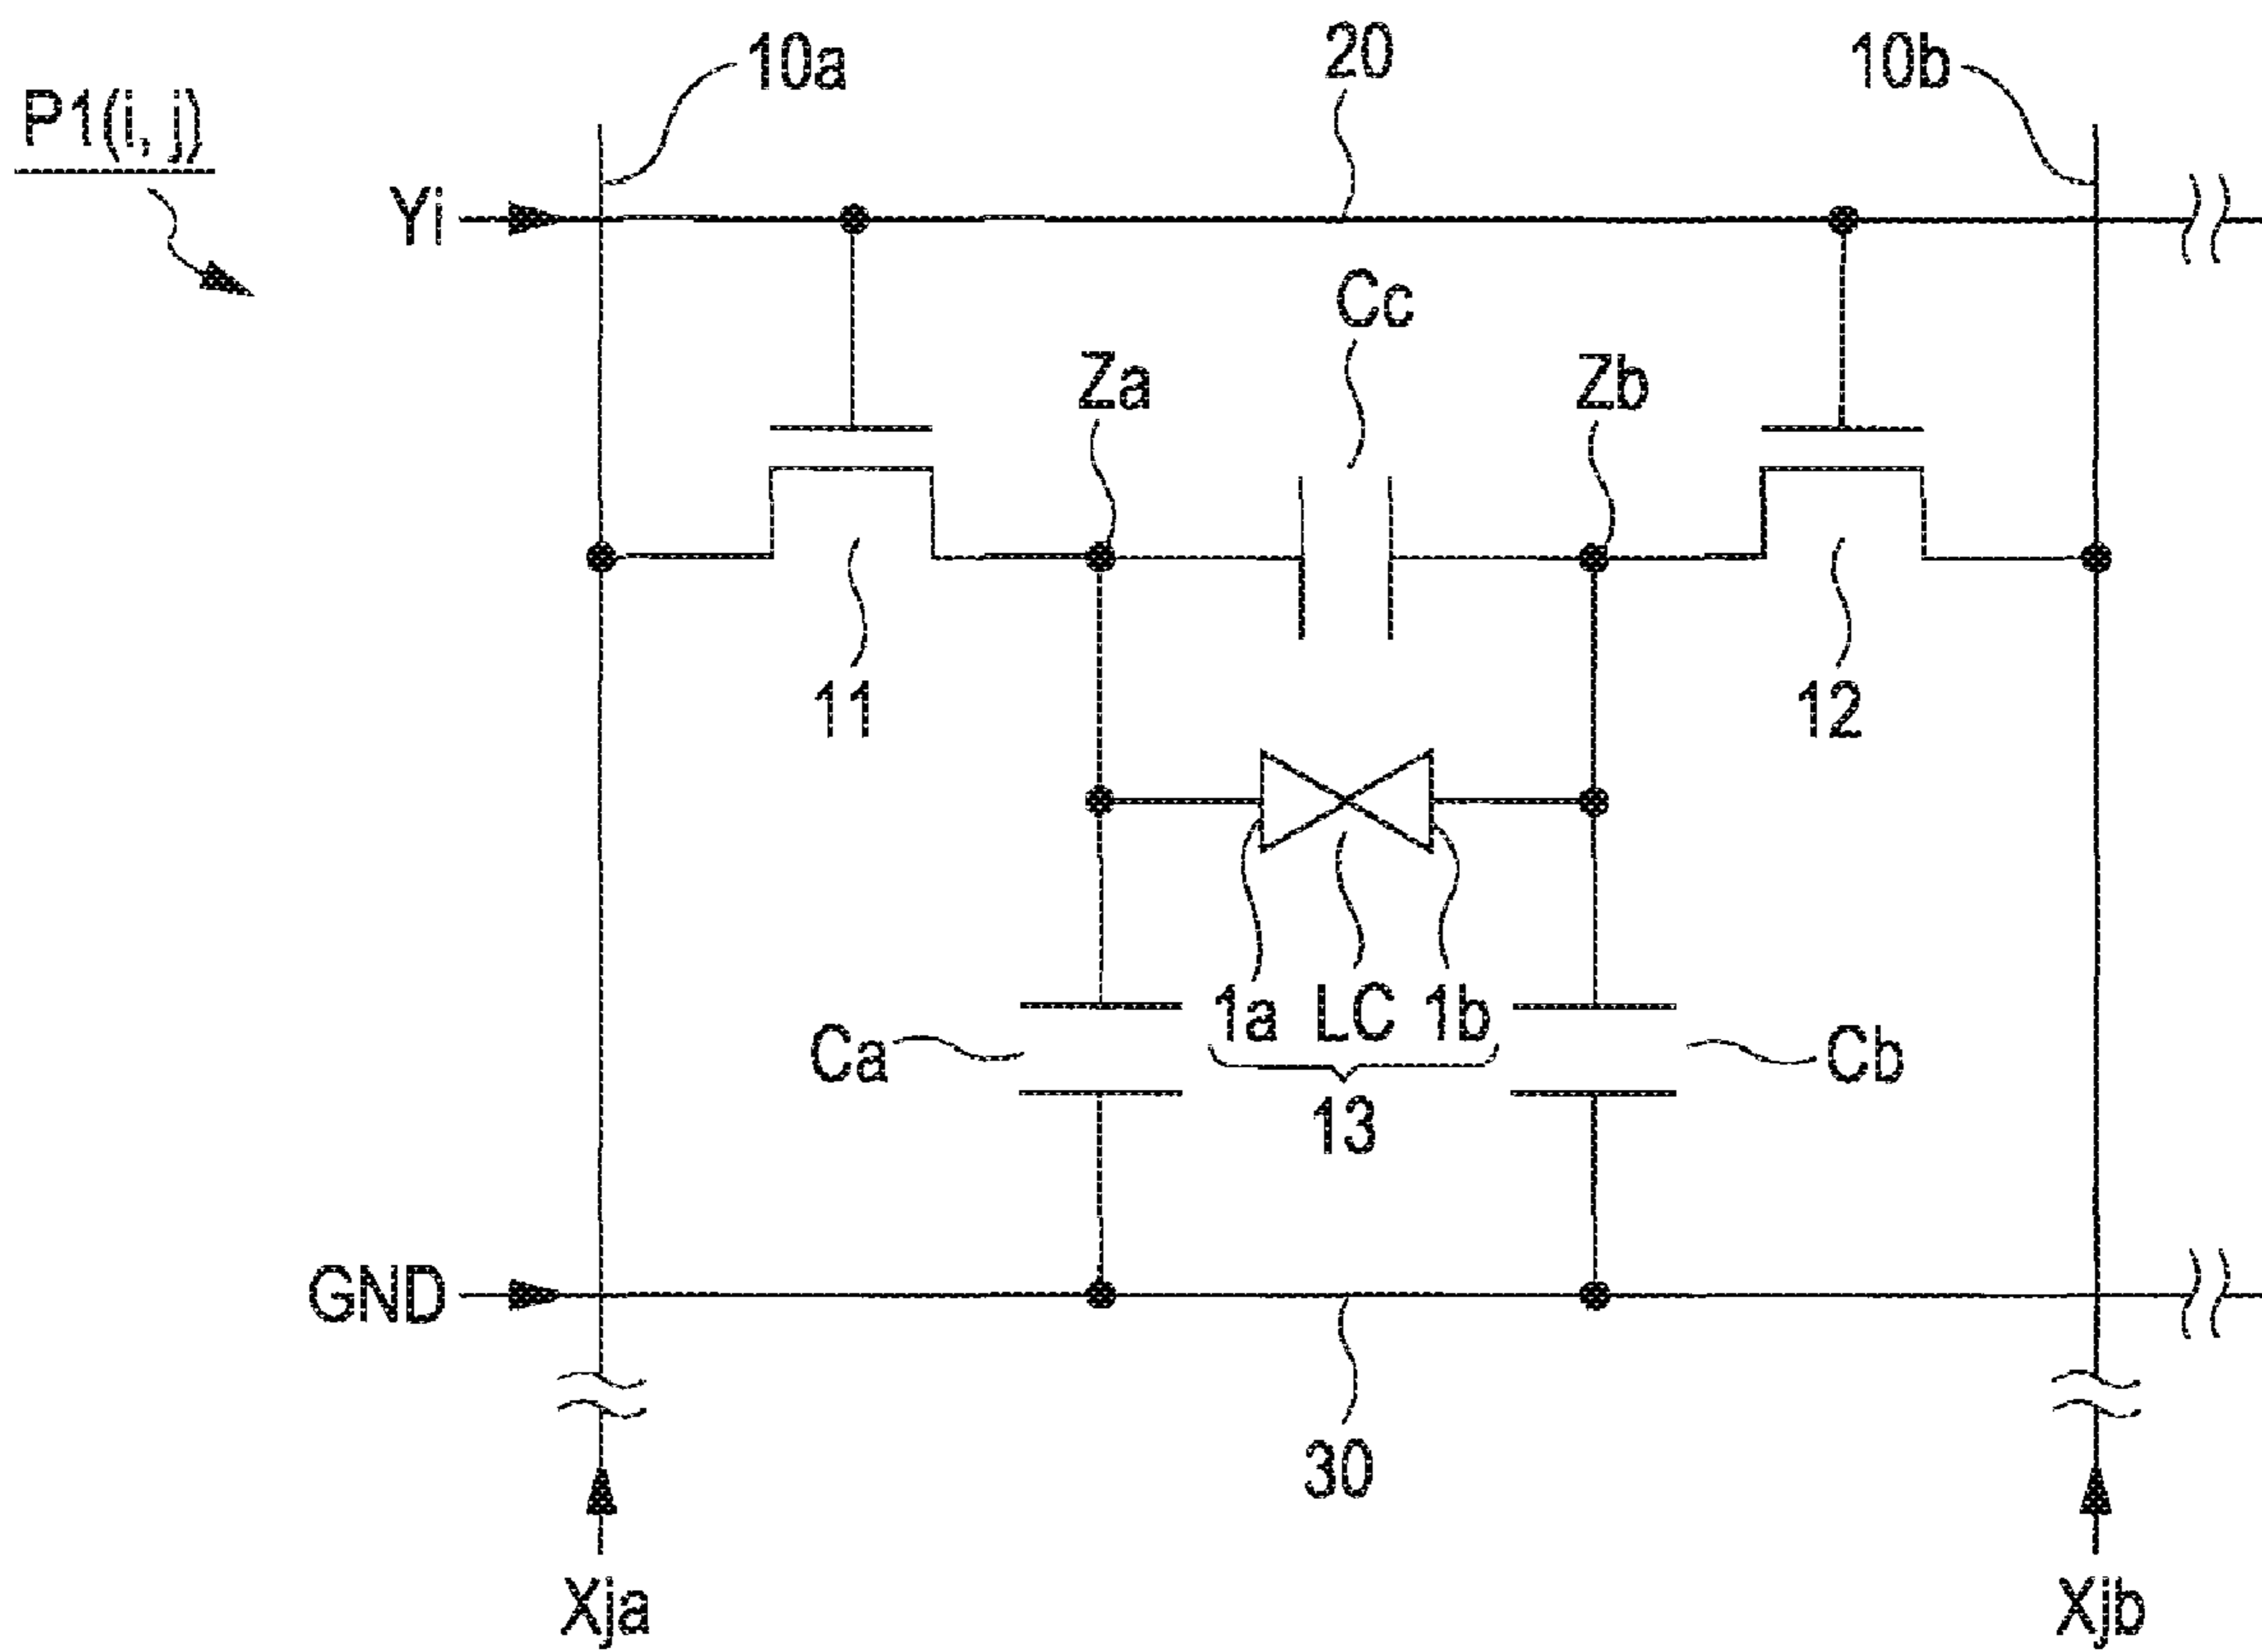 10a
20
10b
P1(i, j)
Yi
Cc
Za
Zb
11
12
1a LC 1b
Ca
Cb
13
GND
30
Xja
Xjb